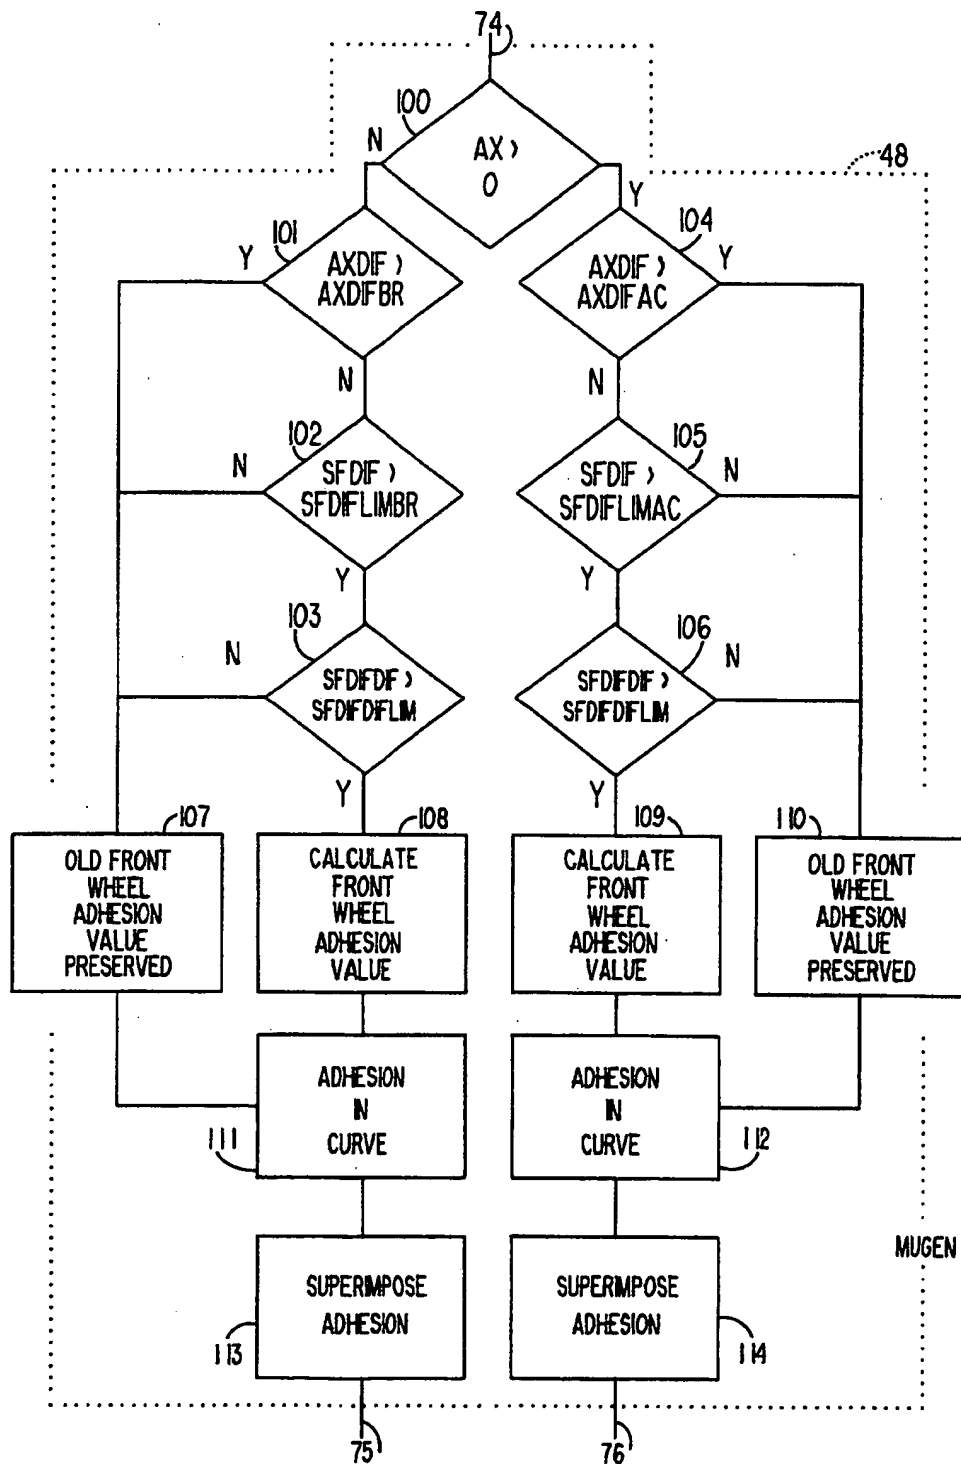 74
100
N
AX >
0
48
Y
101
Y
AXDIF >
AXDIFBR
104
Y
AXDIF >
AXDIFAC
N
N
102
N
SFDIF >
SFDIFLIMBR
105
N
SFDIF >
SFDIFLIMAC
Y
Y
103
N
SFDIFDIF >
SFDIFDIFLIM
106
N
SFDIFDIF >
SFDIFDIFLIM
Y
Y
107
OLD FRONT
WHEEL
ADHESION
VALUE
PRESERVED
108
CALCULATE
FRONT
WHEEL
ADHESION
VALUE
109
CALCULATE
FRONT
WHEEL
ADHESION
VALUE
110
OLD FRONT
WHEEL
ADHESION
VALUE
PRESERVED
ADHESION
IN
CURVE
111
ADHESION
IN
CURVE
112
MUGEN
SUPERIMPOSE
ADHESION
113
SUPERIMPOSE
ADHESION
114
75
76